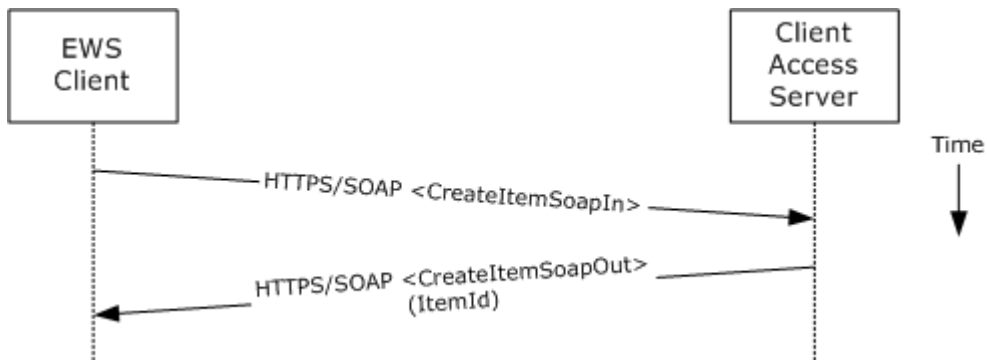 EWS
Client
Client
Access
Server
Time
HTTPS/SOAP <CreateItemSoapIn>
HTTPS/SOAP <CreateItemSoapOut>
(ItemId)